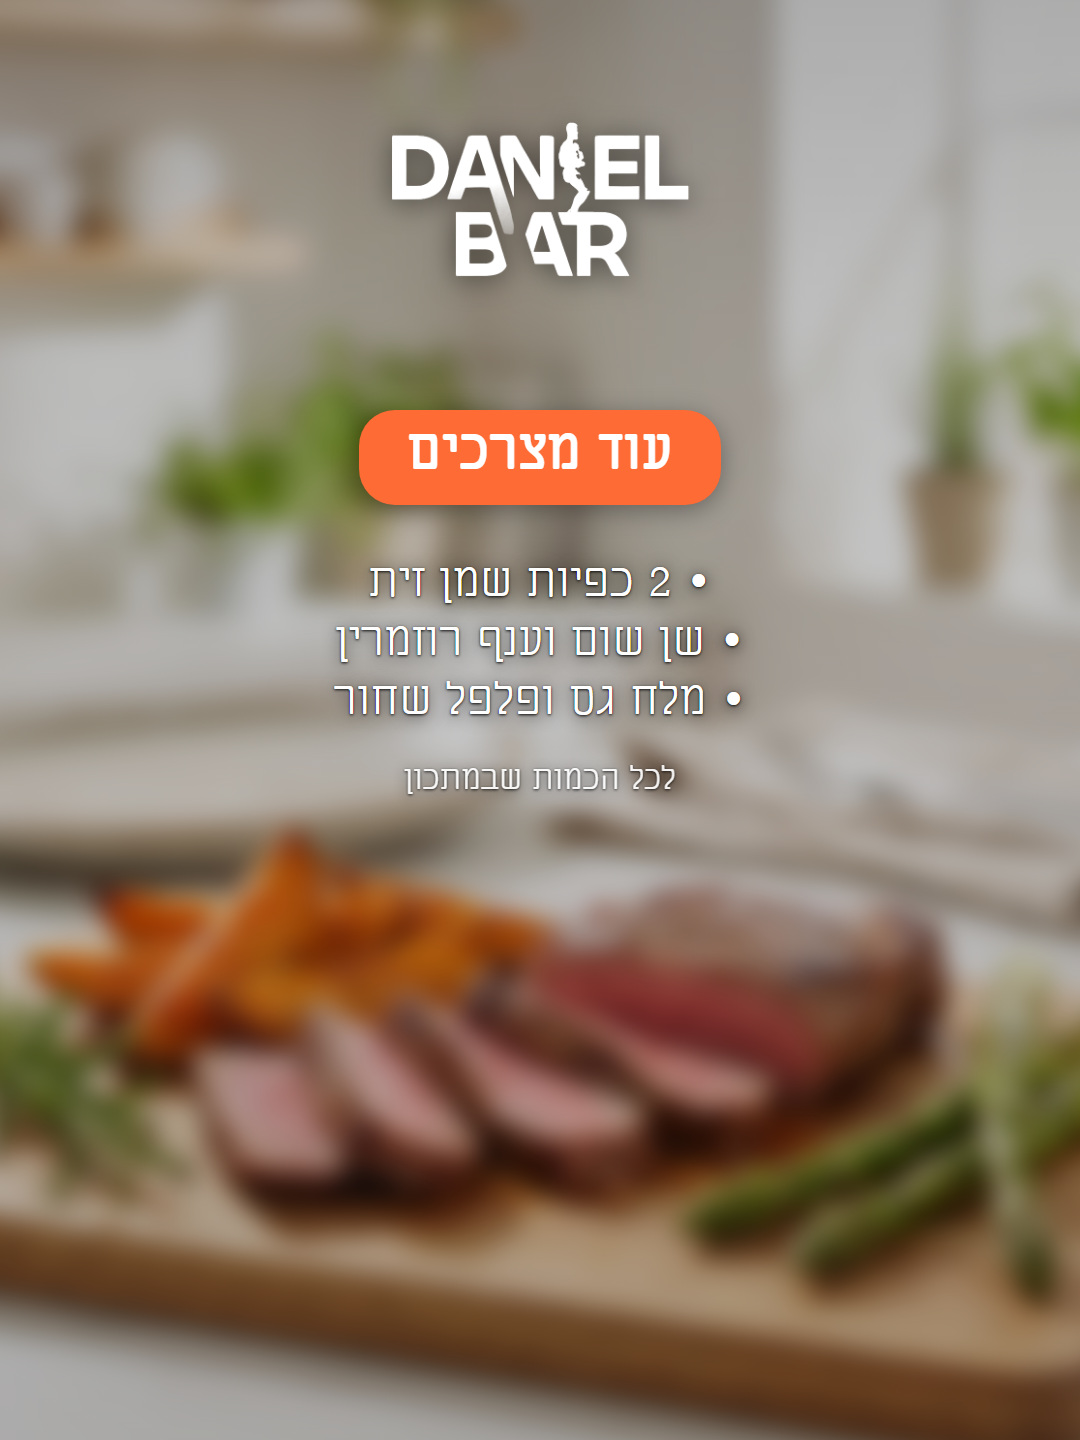 DANIEL
BAR
עוד מצרכים
• 2 כפיות שמן זית
• שן שום וענף רוזמרין
• מלח גס ופלפל שחור
לכל הכמות שבמתכון